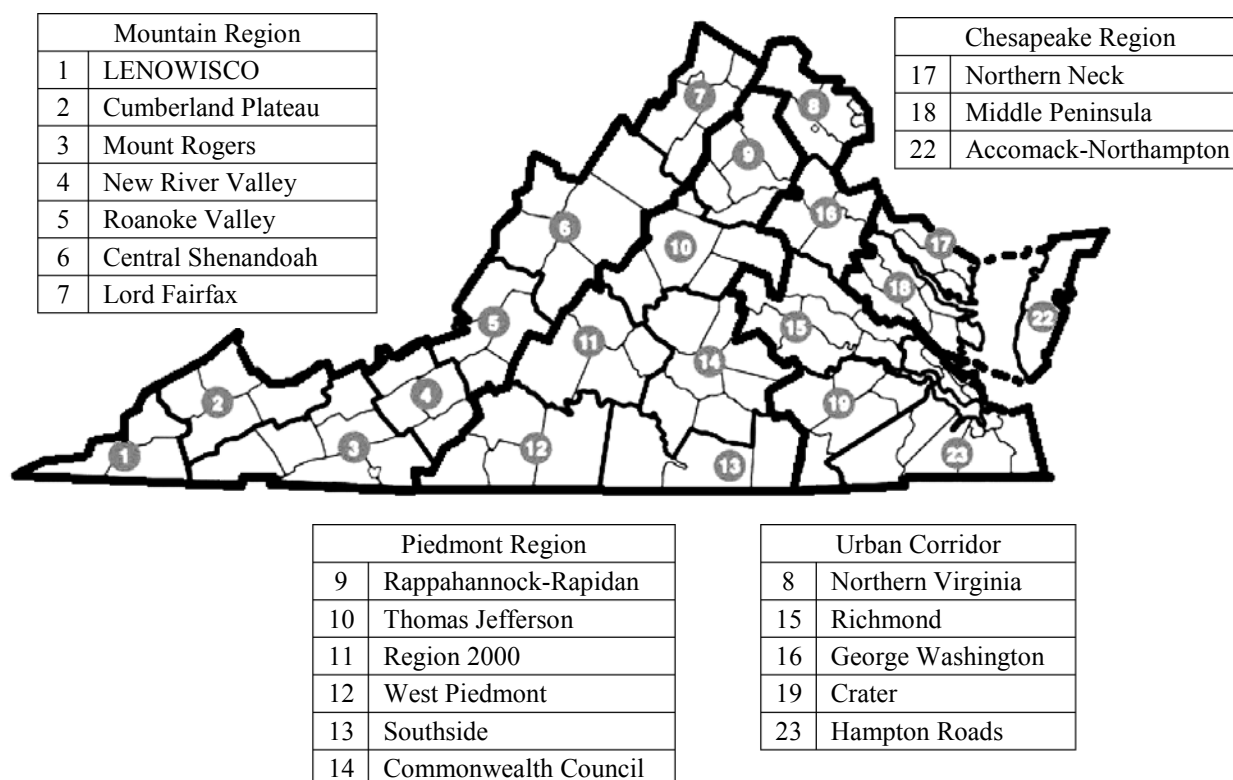 Mountain Region
1 LENOWISCO
2 Cumberland Plateau
3 Mount Rogers
4 New River Valley
5 Roanoke Valley
6 Central Shenandoah
7 Lord Fairfax
Chesapeake Region
17 Northern Neck
18 Middle Peninsula
22 Accomack-Northampton
7
8
9
16
6
10
17
18
22
5
15
11
14
4
2
19
12
3
1
13
23
Piedmont Region
9 Rappahannock-Rapidan
10 Thomas Jefferson
11 Region 2000
12 West Piedmont
13 Southside
14 Commonwealth Council
Urban Corridor
8 Northern Virginia
15 Richmond
16 George Washington
19 Crater
23 Hampton Roads